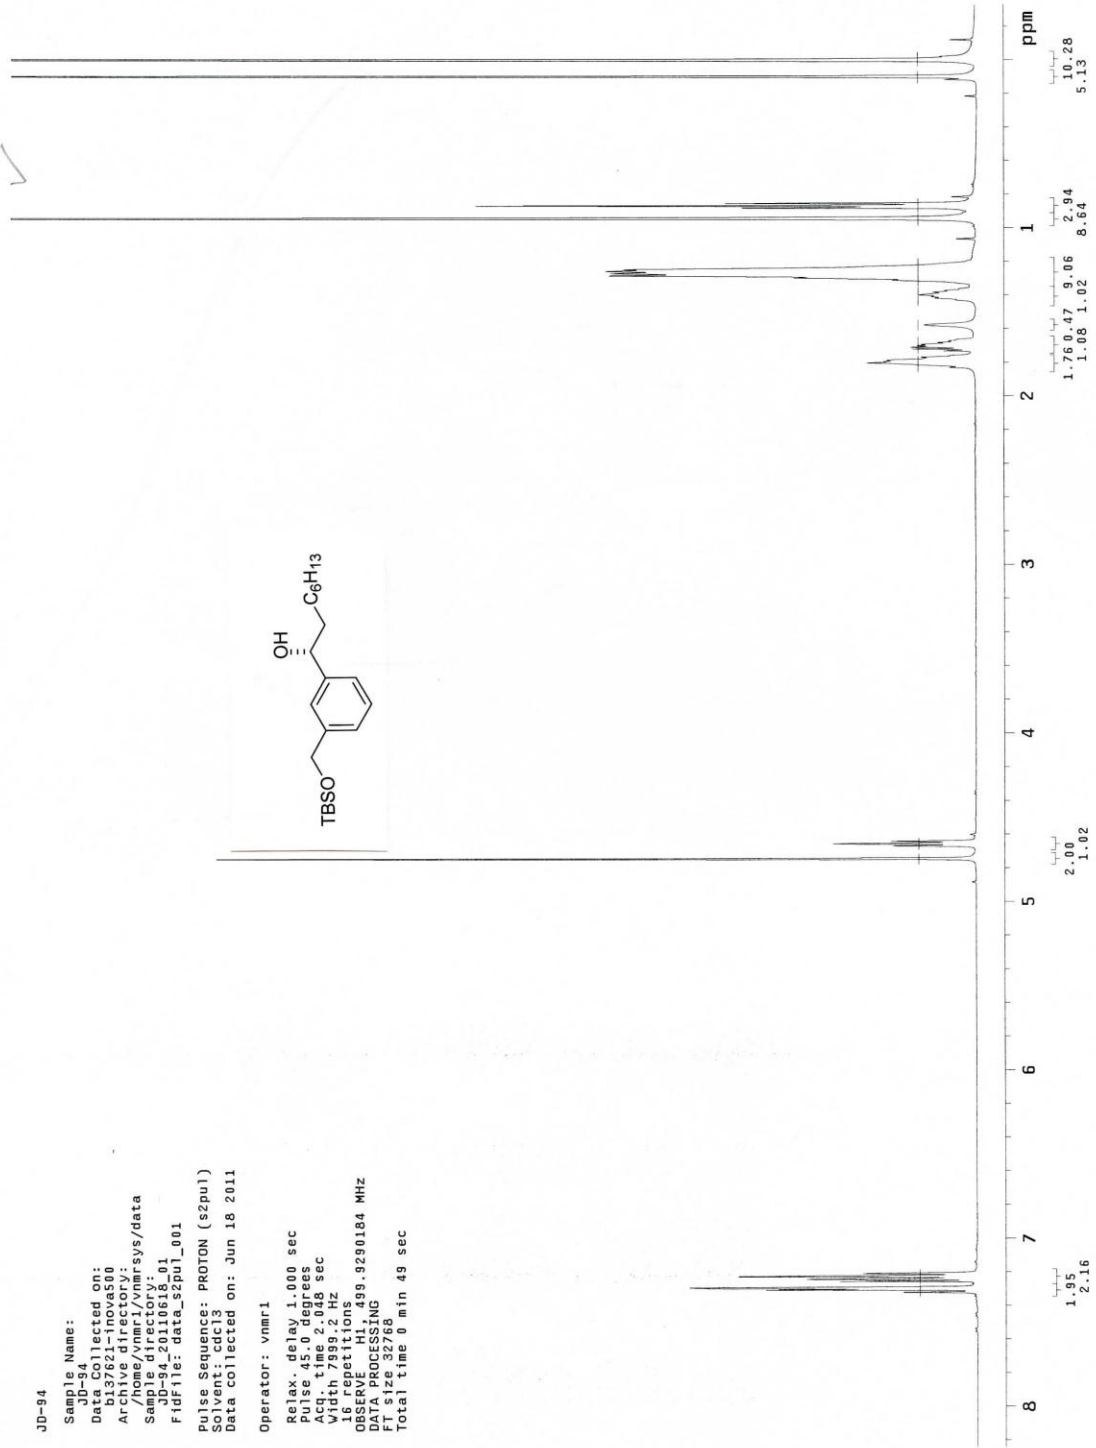 JD-94
Sample Name:
JD-94
Data Collected on:
b137621-inova500
Archive directory:
/home/vnmr1/vnmrsys/data
Sample directory:
JD-94_20110618_01
FidFile: data_s2pul_001
Pulse Sequence: PROTON (s2pul)
Solvent: cdcl3
Data collected on: Jun 18 2011
Operator: vnmr1
Relax. delay 1.000 sec
Pulse 45.0 degrees
Acq. time 2.048 sec
Width 7999.2 Hz
16 repetitions
OBSERVE H1, 499.9290184 MHz
DATA PROCESSING
FT size 32768
Total time 0 min 49 sec
OH
TBSO
C6H13
8 7 6 5 4 3 2 1 ppm
1.95 2.00 1.76 0.47 9.06 2.94 10.28
2.16 1.02 1.08 1.02 8.64 5.13